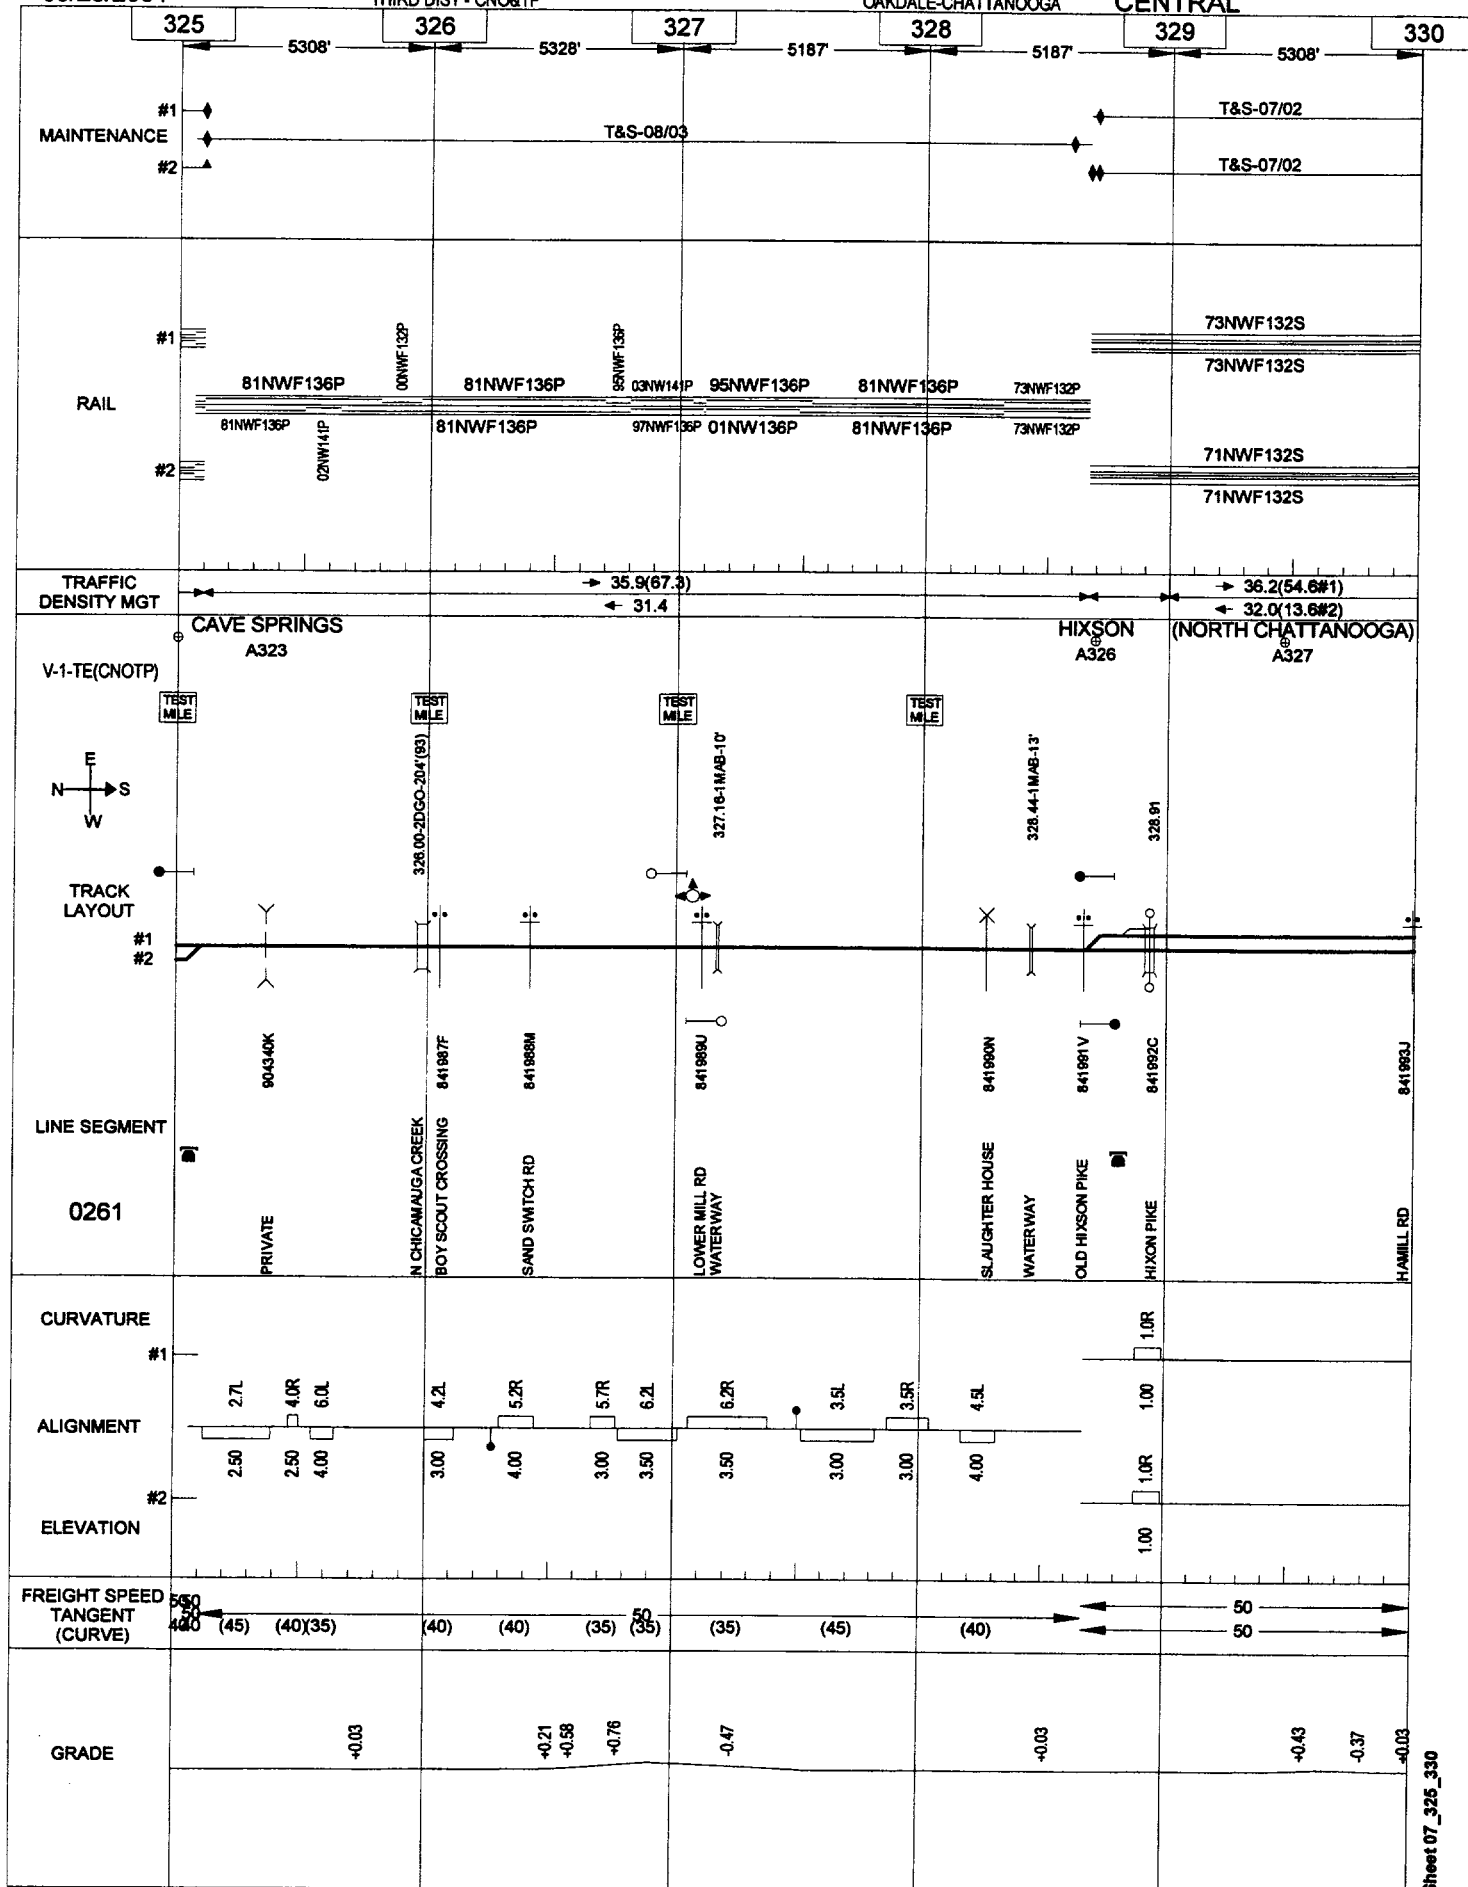 THIRD DIST - CNO&TP
OAKDALE-CHATTANOOGA
CENTRAL
325
326
327
328
329
330
5308'
5328'
5187'
5187'
5308'
MAINTENANCE
#1
#2
T&S-08/03
T&S-07/02
T&S-07/02
RAIL
#1
#2
81NWF136P
00NWF132P
81NWF136P
95NWF136P
03NW141P
95NWF136P
81NWF136P
73NWF132P
73NWF132S
73NWF132S
81NWF136P
02NW141P
81NWF136P
97NWF136P
01NW136P
81NWF136P
73NWF132P
71NWF132S
71NWF132S
TRAFFIC
DENSITY MGT
35.9(67.3)
31.4
36.2(54.6#1)
32.0(13.6#2)
CAVE SPRINGS
A323
HIXSON
A326
(NORTH CHATTANOOGA)
A327
V-1-TE(CNOTP)
TEST
MILE
TEST
MILE
TEST
MILE
TEST
MILE
E
N
S
W
326.00-2DGO-204'(93)
327.16-1MAB-10'
328.44-1MAB-13'
328.91
TRACK
LAYOUT
#1
#2
904340K
841987F
841988M
841989U
841990N
841991V
841992C
841993J
LINE SEGMENT
0261
PRIVATE
N CHICAMAUGA CREEK
BOY SCOUT CROSSING
SAND SWITCH RD
LOWER MILL RD
WATERWAY
SLAUGHTER HOUSE
WATERWAY
OLD HIXSON PIKE
HIXON PIKE
HAMILL RD
CURVATURE
#1
1.0R
2.7L
4.0R
6.0L
4.2L
5.2R
5.7R
6.2L
6.2R
3.5L
3.5R
4.5L
1.00
ALIGNMENT
2.50
2.50
4.00
3.00
4.00
3.00
3.50
3.50
3.00
3.00
4.00
1.0R
#2
ELEVATION
1.00
FREIGHT SPEED
TANGENT
(CURVE)
50
50
50
(45)
(40)
(35)
(40)
(40)
(35)
(35)
(35)
(45)
(40)
GRADE
+0.03
+0.21
+0.58
+0.76
-0.47
+0.03
+0.43
-0.37
+0.03
Sheet 07_325_330